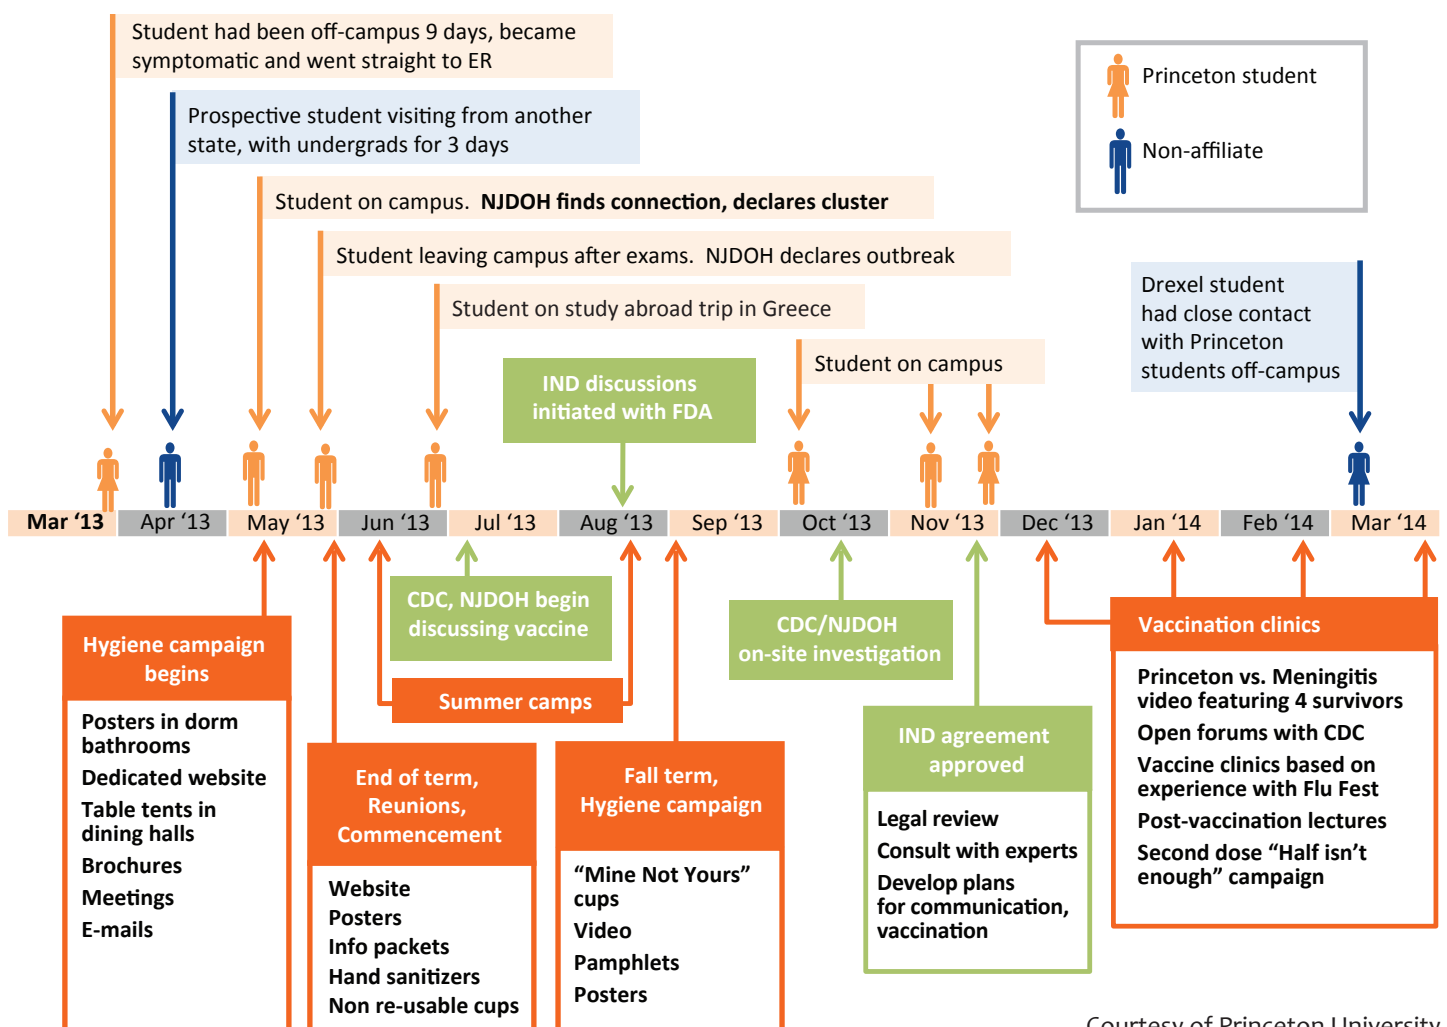 Student had been off-campus 9 days, became
symptomatic and went straight to ER
Prospective student visiting from another
state, with undergrads for 3 days
Student on campus.  NJDOH finds connection, declares cluster
Student leaving campus after exams.  NJDOH declares outbreak
Student on study abroad trip in Greece
Student on campus
Princeton student
Non-affiliate
Drexel student
had close contact
with Princeton
students off-campus
IND discussions
initiated with FDA
Mar ‘13
Apr ‘13
May ‘13
Jun ‘13
Jul ‘13
Aug ‘13
Sep ‘13
Oct ‘13
Nov ‘13
Dec ‘13
Jan ‘14
Feb ‘14
Mar ‘14
Hygiene campaign
begins
Posters in dorm
bathrooms
Dedicated website
Table tents in
dining halls
Brochures
Meetings
E-mails
End of term,
Reunions,
Commencement
Website
Posters
Info packets
Hand sanitizers
Non re-usable cups
CDC, NJDOH begin
discussing vaccine
Summer camps
Fall term,
Hygiene campaign
“Mine Not Yours”
cups
Video
Pamphlets
Posters
CDC/NJDOH
on-site investigation
IND agreement
approved
Legal review
Consult with experts
Develop plans
for communication,
vaccination
Vaccination clinics
Princeton vs. Meningitis
video featuring 4 survivors
Open forums with CDC
Vaccine clinics based on
experience with Flu Fest
Post-vaccination lectures
Second dose “Half isn’t
enough” campaign
Courtesy of Princeton University